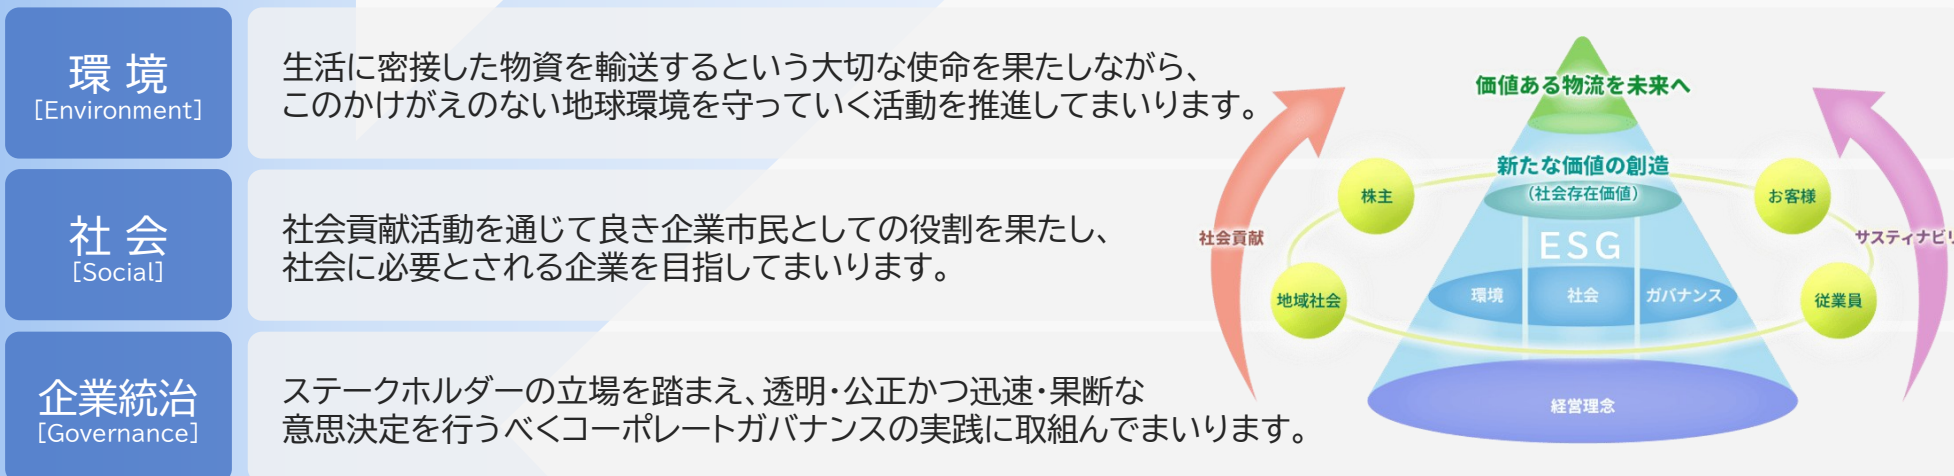 環 境
[Environment]
生活に密接した物資を輸送するという大切な使命を果たしながら、
このかけがえのない地球環境を守っていく活動を推進してまいります。
社 会
[Social]
社会貢献活動を通じて良き企業市民としての役割を果たし、
社会に必要とされる企業を目指してまいります。
企業統治
[Governance]
ステークホルダーの立場を踏まえ、透明・公正かつ迅速・果断な
意思決定を行うべくコーポレートガバナンスの実践に取組んでまいります。
価値ある物流を未来へ
新たな価値の創造
(社会存在価値)
株主
お客様
社会貢献
サスティナビリ
ESG
地域社会
環境
社会
ガバナンス
従業員
経営理念